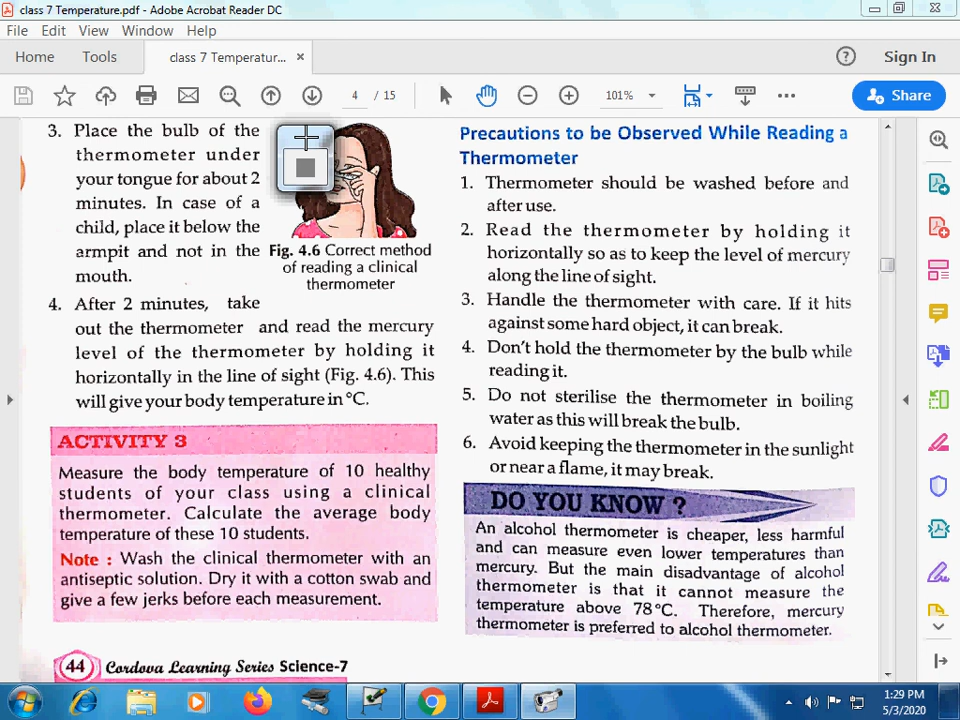 class 7 Temperature.pdf - Adobe Acrobat Reader DC
File Edit View Window Help
Home Tools class 7 Temperatur... × Sign In
4 / 15 101% Share
3. Place the bulb of the
thermometer under
your tongue for about 2
minutes. In case of a
child, place it below the
armpit and not in the
mouth.
Fig. 4.6 Correct method
of reading a clinical
thermometer
4. After 2 minutes, take
out the thermometer and read the mercury
level of the thermometer by holding it
horizontally in the line of sight (Fig. 4.6). This
will give your body temperature in °C.
ACTIVITY 3
Measure the body temperature of 10 healthy
students of your class using a clinical
thermometer. Calculate the average body
temperature of these 10 students.
Note : Wash the clinical thermometer with an
antiseptic solution. Dry it with a cotton swab and
give a few jerks before each measurement.
44 Cordova Learning Series Science-7
Precautions to be Observed While Reading a
Thermometer
1. Thermometer should be washed before and
after use.
2. Read the thermometer by holding it
horizontally so as to keep the level of mercury
along the line of sight.
3. Handle the thermometer with care. If it hits
against some hard object, it can break.
4. Don't hold the thermometer by the bulb while
reading it.
5. Do not sterilise the thermometer in boiling
water as this will break the bulb.
6. Avoid keeping the thermometer in the sunlight
or near a flame, it may break.
DO YOU KNOW ?
An alcohol thermometer is cheaper, less harmful
and can measure even lower temperatures than
mercury. But the main disadvantage of alcohol
thermometer is that it cannot measure the
temperature above 78°C. Therefore, mercury
thermometer is preferred to alcohol thermometer.
1:29 PM
5/3/2020